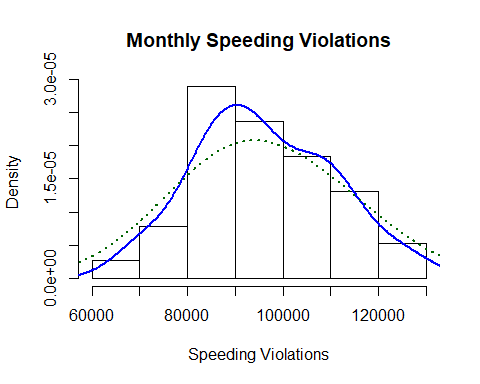 Monthly Speeding Violations
Density
3.0e-05
1.5e-05
0.0e+00
60000 80000 100000 120000
Speeding Violations